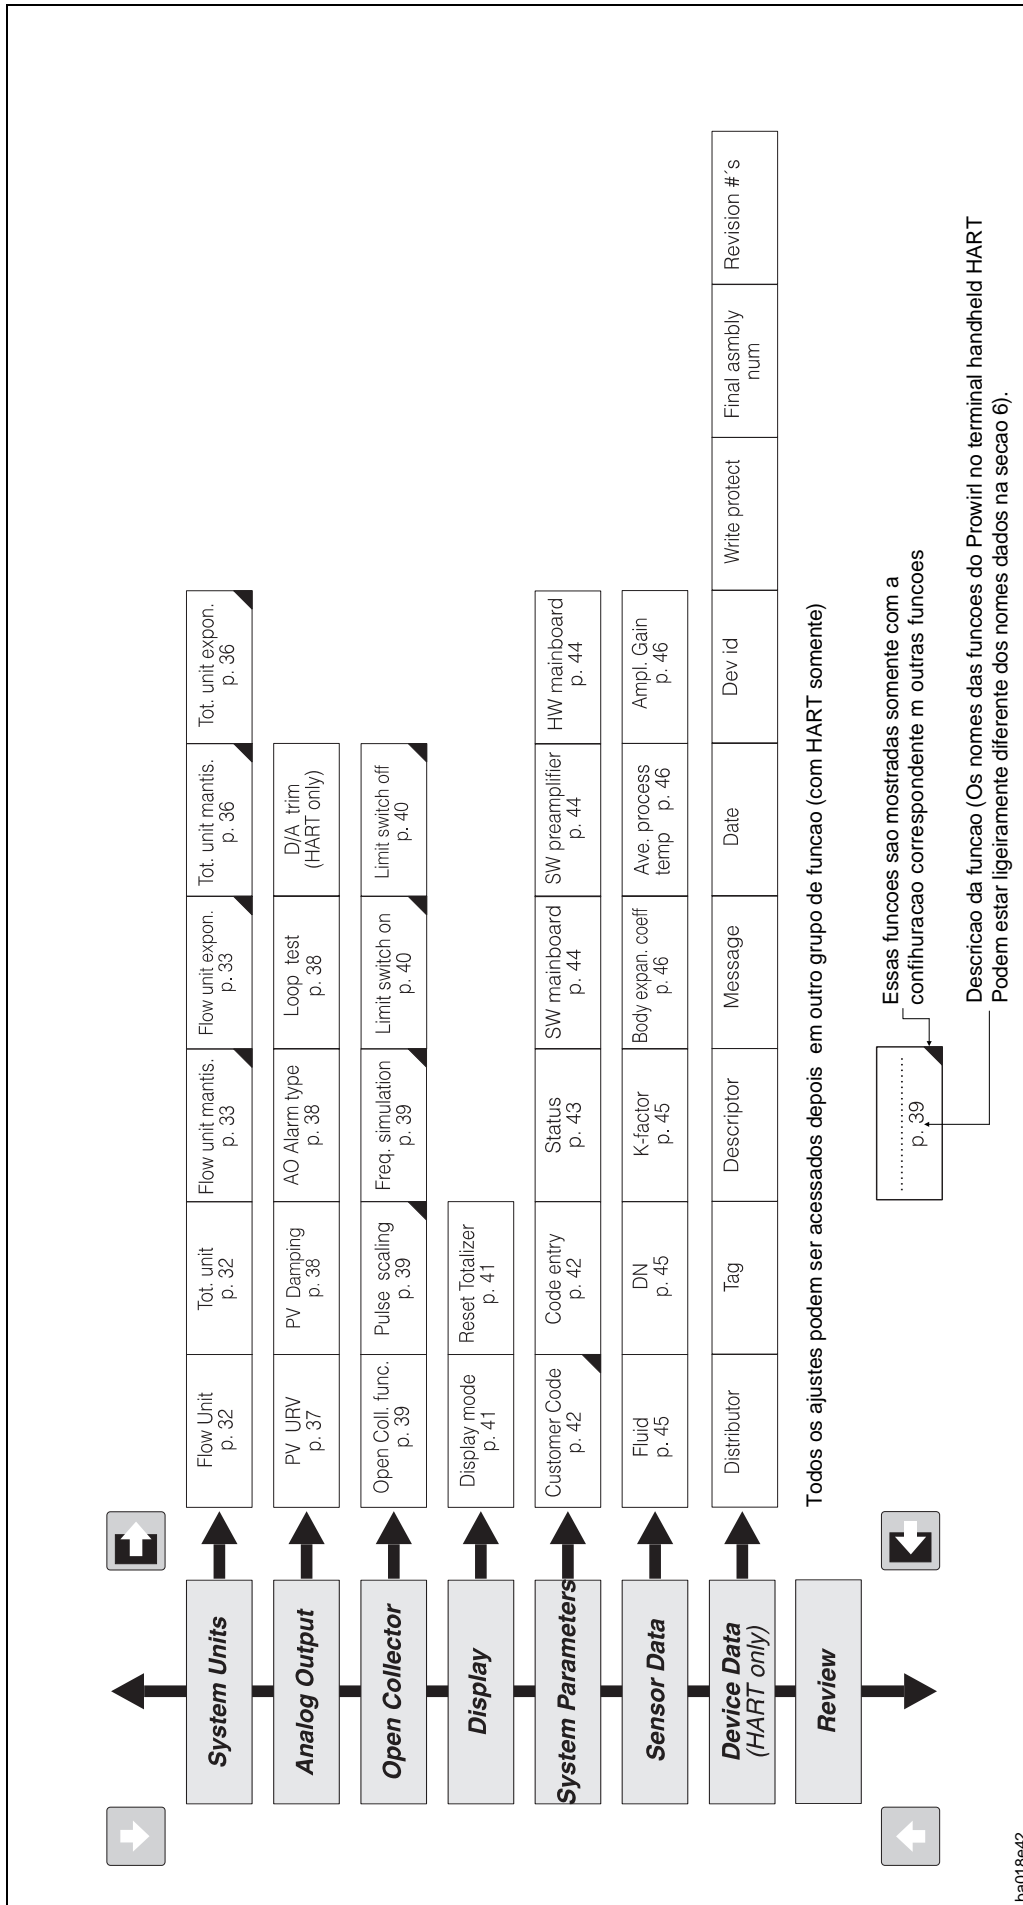 System Units
Flow Unit
p. 32
Tot. unit
p. 32
Flow unit mantis.
p. 33
Flow unit expon.
p. 33
Tot. unit mantis.
p. 36
Tot. unit expon.
p. 36
Analog Output
PV URV
p. 37
PV Damping
p. 38
AO Alarm type
p. 38
Loop test
p. 38
D/A trim
(HART only)
Open Collector
Open Coll. func.
p. 39
Pulse scaling
p. 39
Freq. simulation
p. 39
Limit switch on
p. 40
Limit switch off
p. 40
Display
Display mode
p. 41
Reset Totalizer
p. 41
System Parameters
Customer Code
p. 42
Code entry
p. 42
Status
p. 43
SW mainboard
p. 44
SW preamplifier
p. 44
HW mainboard
p. 44
Sensor Data
Fluid
p. 45
DN
p. 45
K-factor
p. 45
Body expan. coeff
p. 46
Ave. process
temp p. 46
Ampl. Gain
p. 46
Device Data
(HART only)
Distributor
Tag
Descriptor
Message
Date
Dev id
Write protect
Final asmbly
num
Revision #´s
Review
Todos os ajustes podem ser acessados depois em outro grupo de funcao (com HART somente)
....................
p. 39
Essas funcoes sao mostradas somente com a
confihuracao correspondente m outras funcoes
Descricao da funcao (Os nomes das funcoes do Prowirl no terminal handheld HART
Podem estar ligeiramente diferente dos nomes dados na secao 6).
ba018e42